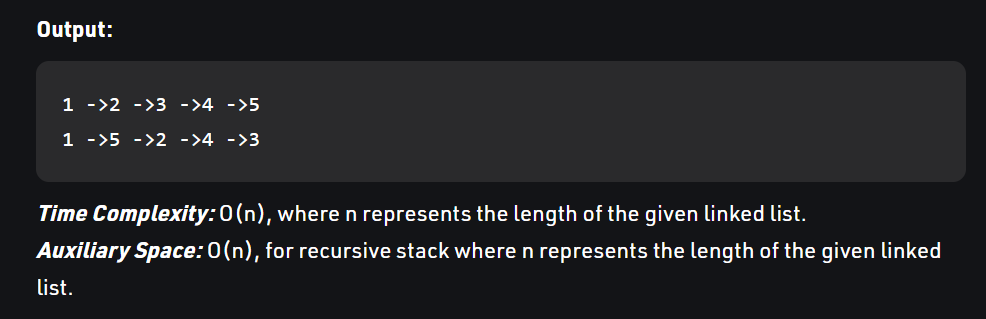 Output:
1 ->2 ->3 ->4 ->5
1 ->5 ->2 ->4 ->3
Time Complexity: O(n), where n represents the length of the given linked list.
Auxiliary Space: O(n), for recursive stack where n represents the length of the given linked
list.